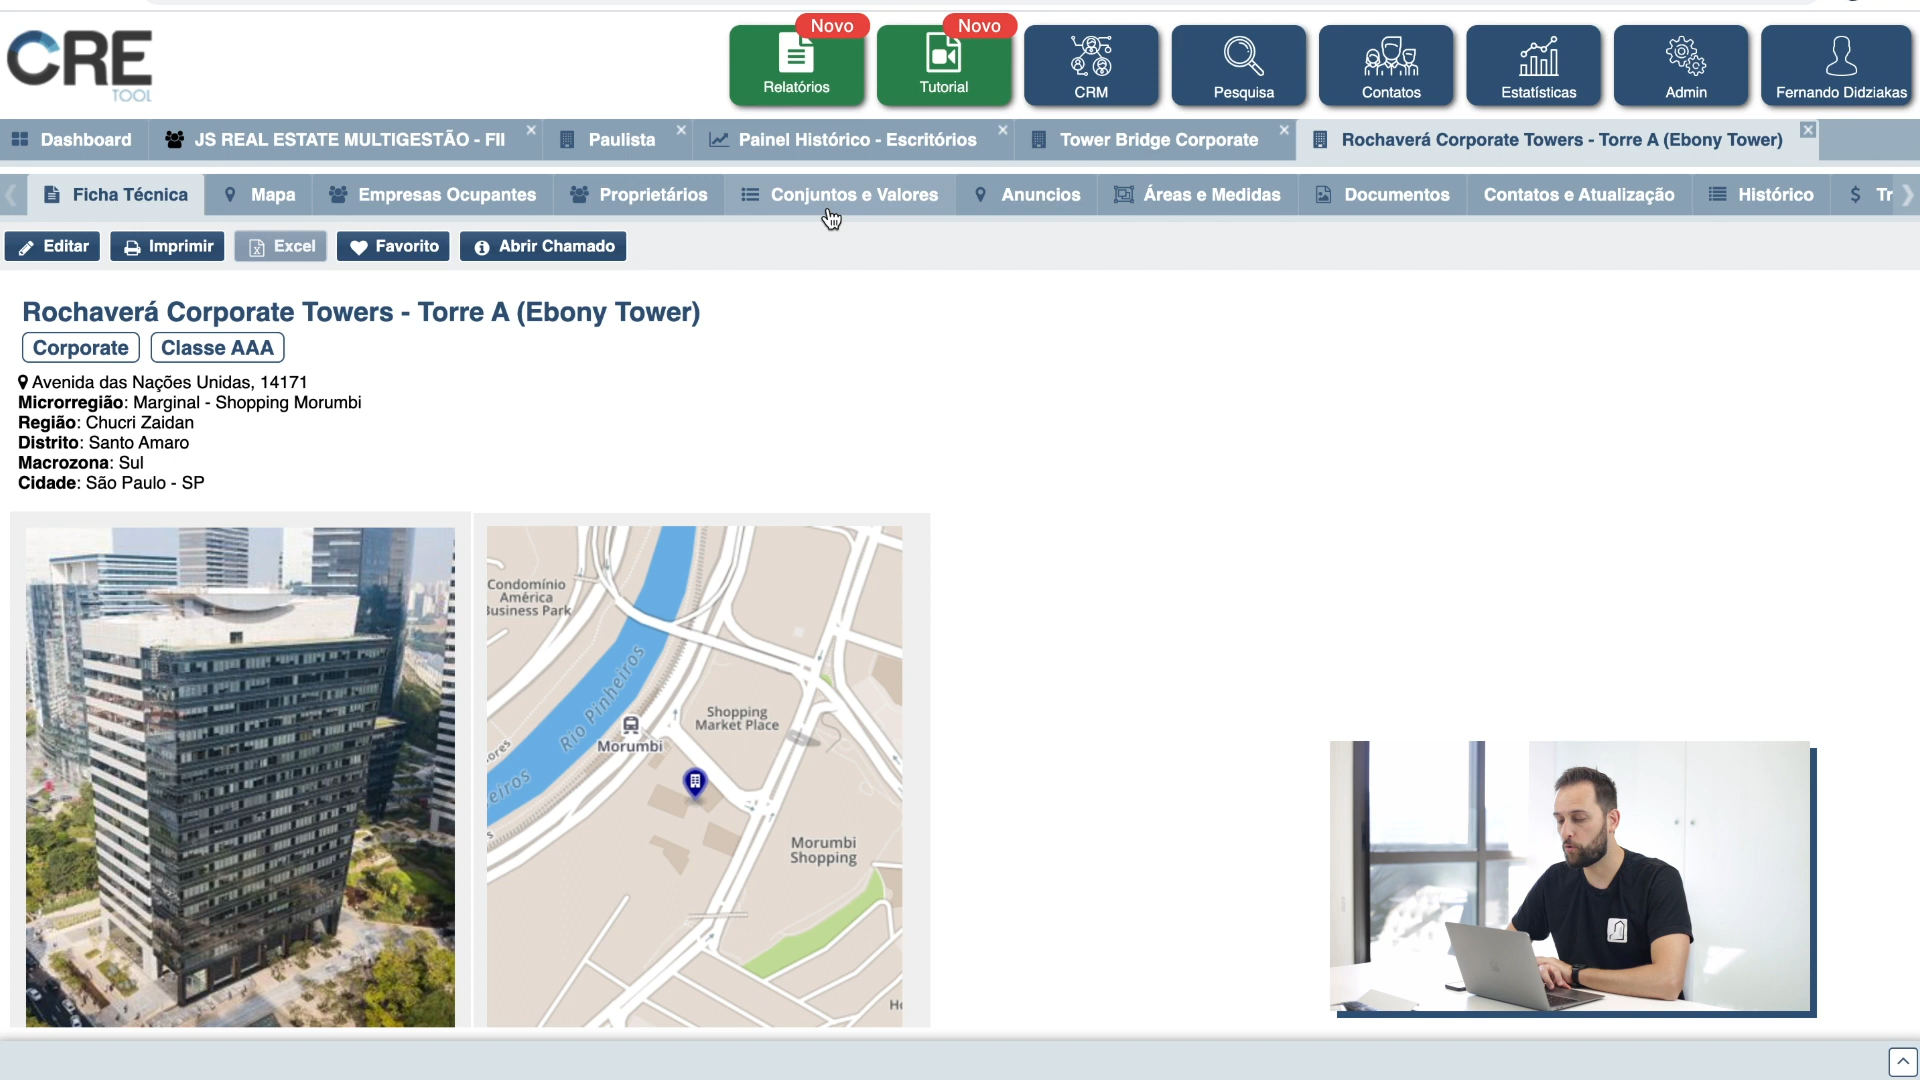 CRE
TOOL
Novo
Relatórios
Novo
Tutorial
CRM
Pesquisa
Contatos
Estatísticas
Admin
Fernando Didziakas
Dashboard
JS REAL ESTATE MULTIGESTÃO - FII
Paulista
Painel Histórico - Escritórios
Tower Bridge Corporate
Rochaverá Corporate Towers - Torre A (Ebony Tower)
Ficha Técnica
Mapa
Empresas Ocupantes
Proprietários
Conjuntos e Valores
Anuncios
Áreas e Medidas
Documentos
Contatos e Atualização
Histórico
$ Tr
Editar
Imprimir
Excel
Favorito
Abrir Chamado
Rochaverá Corporate Towers - Torre A (Ebony Tower)
Corporate
Classe AAA
Avenida das Nações Unidas, 14171
Microrregião: Marginal - Shopping Morumbi
Região: Chucri Zaidan
Distrito: Santo Amaro
Macrozona: Sul
Cidade: São Paulo - SP
Condomínio
América
Business Park
Rio Pinheiros
Shopping
Market Place
Morumbi
ores
eiros
Morumbi
Shopping